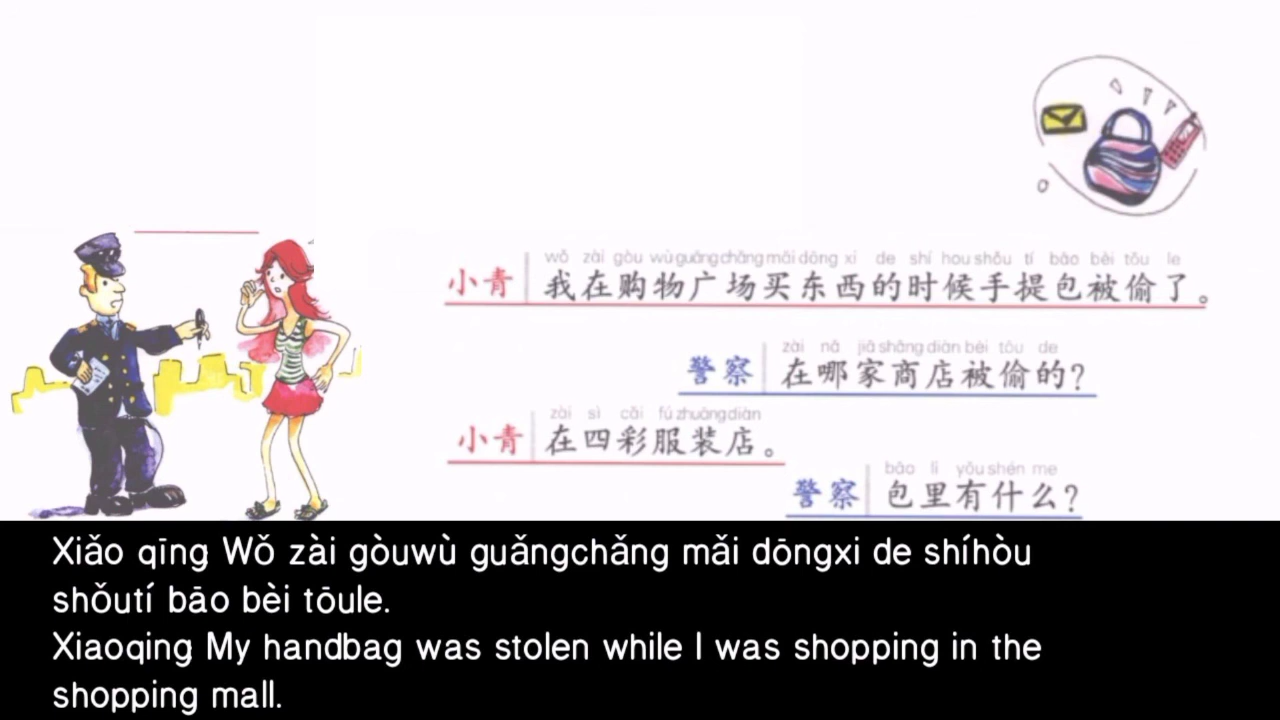 wǒ zài gòu wù guǎng chǎng mǎi dōng xi de shí hou shǒu tí bāo bèi tōu le
小青 我在购物广场买东西的时候手提包被偷了。
zài nǎ jiā shāng diàn bèi tōu de
警察 在哪家商店被偷的?
zài sì cǎi fú zhuāng diàn
小青 在四彩服装店。
bāo lǐ yǒu shén me
警察 包里有什么?
Xiǎo qīng Wǒ zài gòuwù guǎngchǎng mǎi dōngxi de shíhòu
shǒutí bāo bèi tōule.
Xiaoqing My handbag was stolen while I was shopping in the
shopping mall.